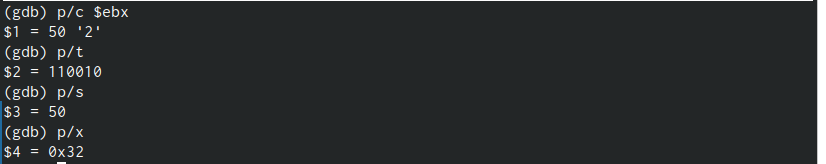 (gdb) p/c $ebx
$1 = 50 '2'
(gdb) p/t
$2 = 110010
(gdb) p/s
$3 = 50
(gdb) p/x
$4 = 0x32